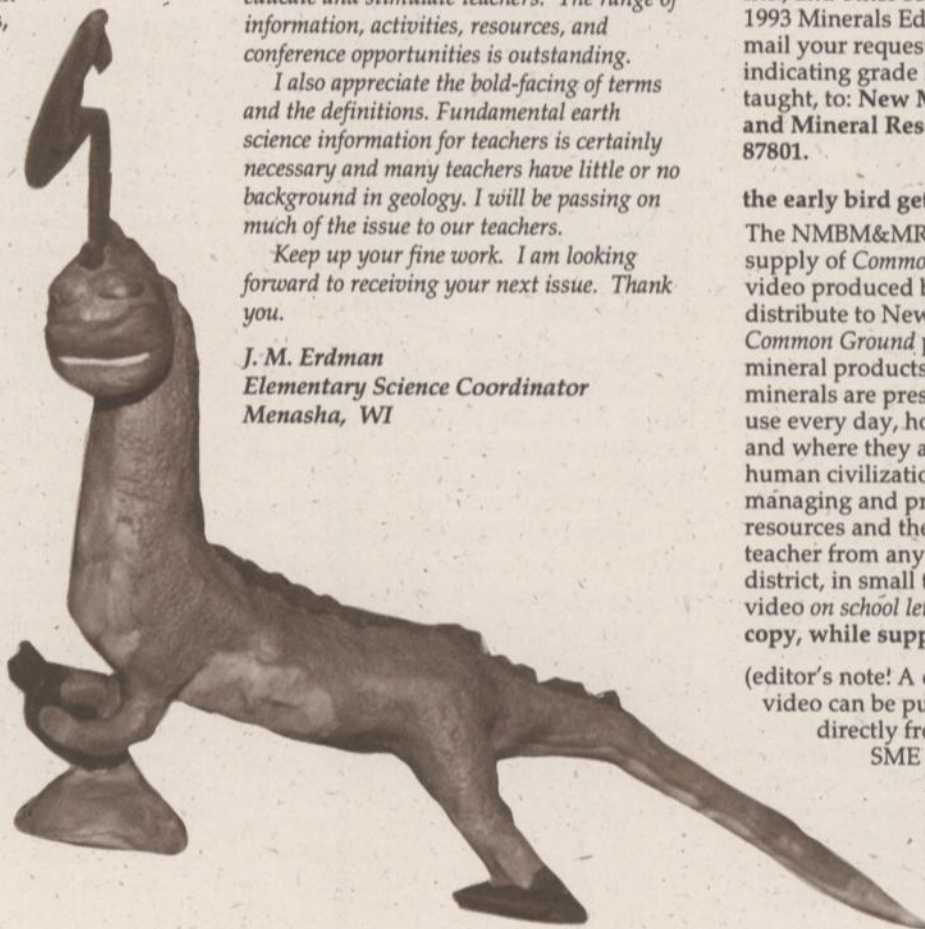 s,
educate and stimulate teachers. The range of
information, activities, resources, and
conference opportunities is outstanding.
I also appreciate the bold-facing of terms
and the definitions. Fundamental earth
science information for teachers is certainly
necessary and many teachers have little or no
background in geology. I will be passing on
much of the issue to our teachers.
Keep up your fine work. I am looking
forward to receiving your next issue. Thank
you.
J. M. Erdman
Elementary Science Coordinator
Menasha, WI
1993 Minerals Ed
mail your reques
indicating grade
taught, to: New M
and Mineral Res
87801.
the early bird get
The NMBM&MR
supply of Commo
video produced b
distribute to New
Common Ground p
mineral products
minerals are pres
use every day, ho
and where they a
human civilizatio
managing and pr
resources and the
teacher from any
district, in small t
video on school let
copy, while supp
(editor's note! A c
video can be pu
directly fr
SME